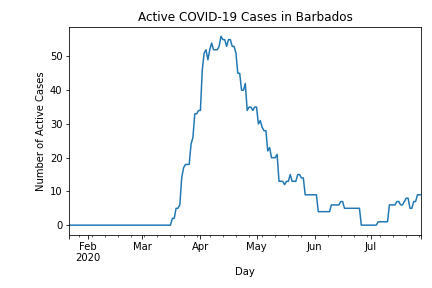 Active COVID-19 Cases in Barbados
Number of Active Cases
50
40
30
20
10
0
Feb Mar Apr May Jun Jul
2020
Day